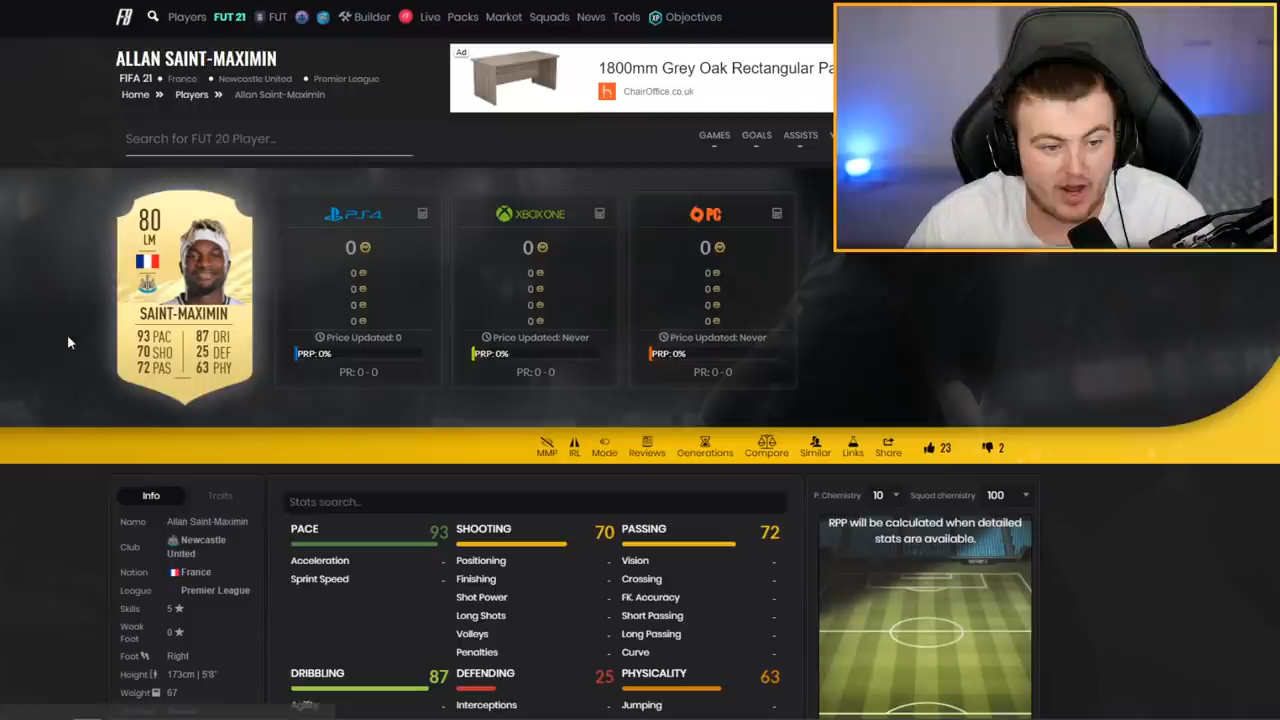 FB Players FUT 21 FUT Builder Live Packs Market Squads News Tools XP Objectives
ALLAN SAINT-MAXIMIN
FIFA 21 • France • Newcastle United • Premier League
Home » Players » Allan Saint-Maximin
Ad
1800mm Grey Oak Rectangular Pa
h ChairOffice.co.uk
Search for FUT 20 Player...
GAMES GOALS ASSISTS Y
- - -
80
LM
SAINT-MAXIMIN
93 PAC 87 DRI
70 SHO 25 DEF
72 PAS 63 PHY
PS4
0
0
0
0
0
Price Updated: 0
PRP: 0%
PR: 0 - 0
XBOX ONE
0
0
0
0
0
Price Updated: Never
PRP: 0%
PR: 0 - 0
PC
0
0
0
0
0
Price Updated: Never
PRP: 0%
PR: 0 - 0
MMP IRL Mode Reviews Generations Compare Similar Links Share 23 2
Info Traits
Name Allan Saint-Maximin
Club Newcastle
United
Nation France
League Premier League
Skills 5 ★
Weak
Foot 0 ★
Foot Right
Height 173cm | 5'8"
Weight 67
Stats search...
PACE 93
Acceleration -
Sprint Speed -
SHOOTING 70
Positioning -
Finishing -
Shot Power -
Long Shots -
Volleys -
Penalties -
PASSING 72
Vision -
Crossing -
FK. Accuracy -
Short Passing -
Long Passing -
Curve -
DRIBBLING 87
Agility -
DEFENDING 25
Interceptions -
PHYSICALITY 63
Jumping -
P. Chemistry 10 Squad chemistry 100
RPP will be calculated when detailed
stats are available.